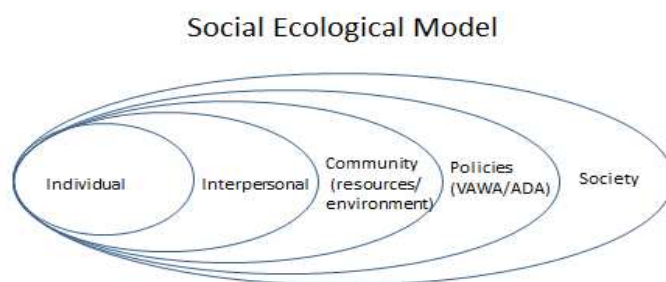 Social Ecological Model
Individual
Interpersonal
Community
(resources/
environment)
Policies
(VAWA/ADA)
Society